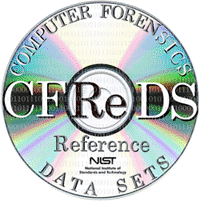 COMPUTER FORENSICS
CFReDS
Reference
NIST
National Institute of
Standards and Technology
DATA SETS